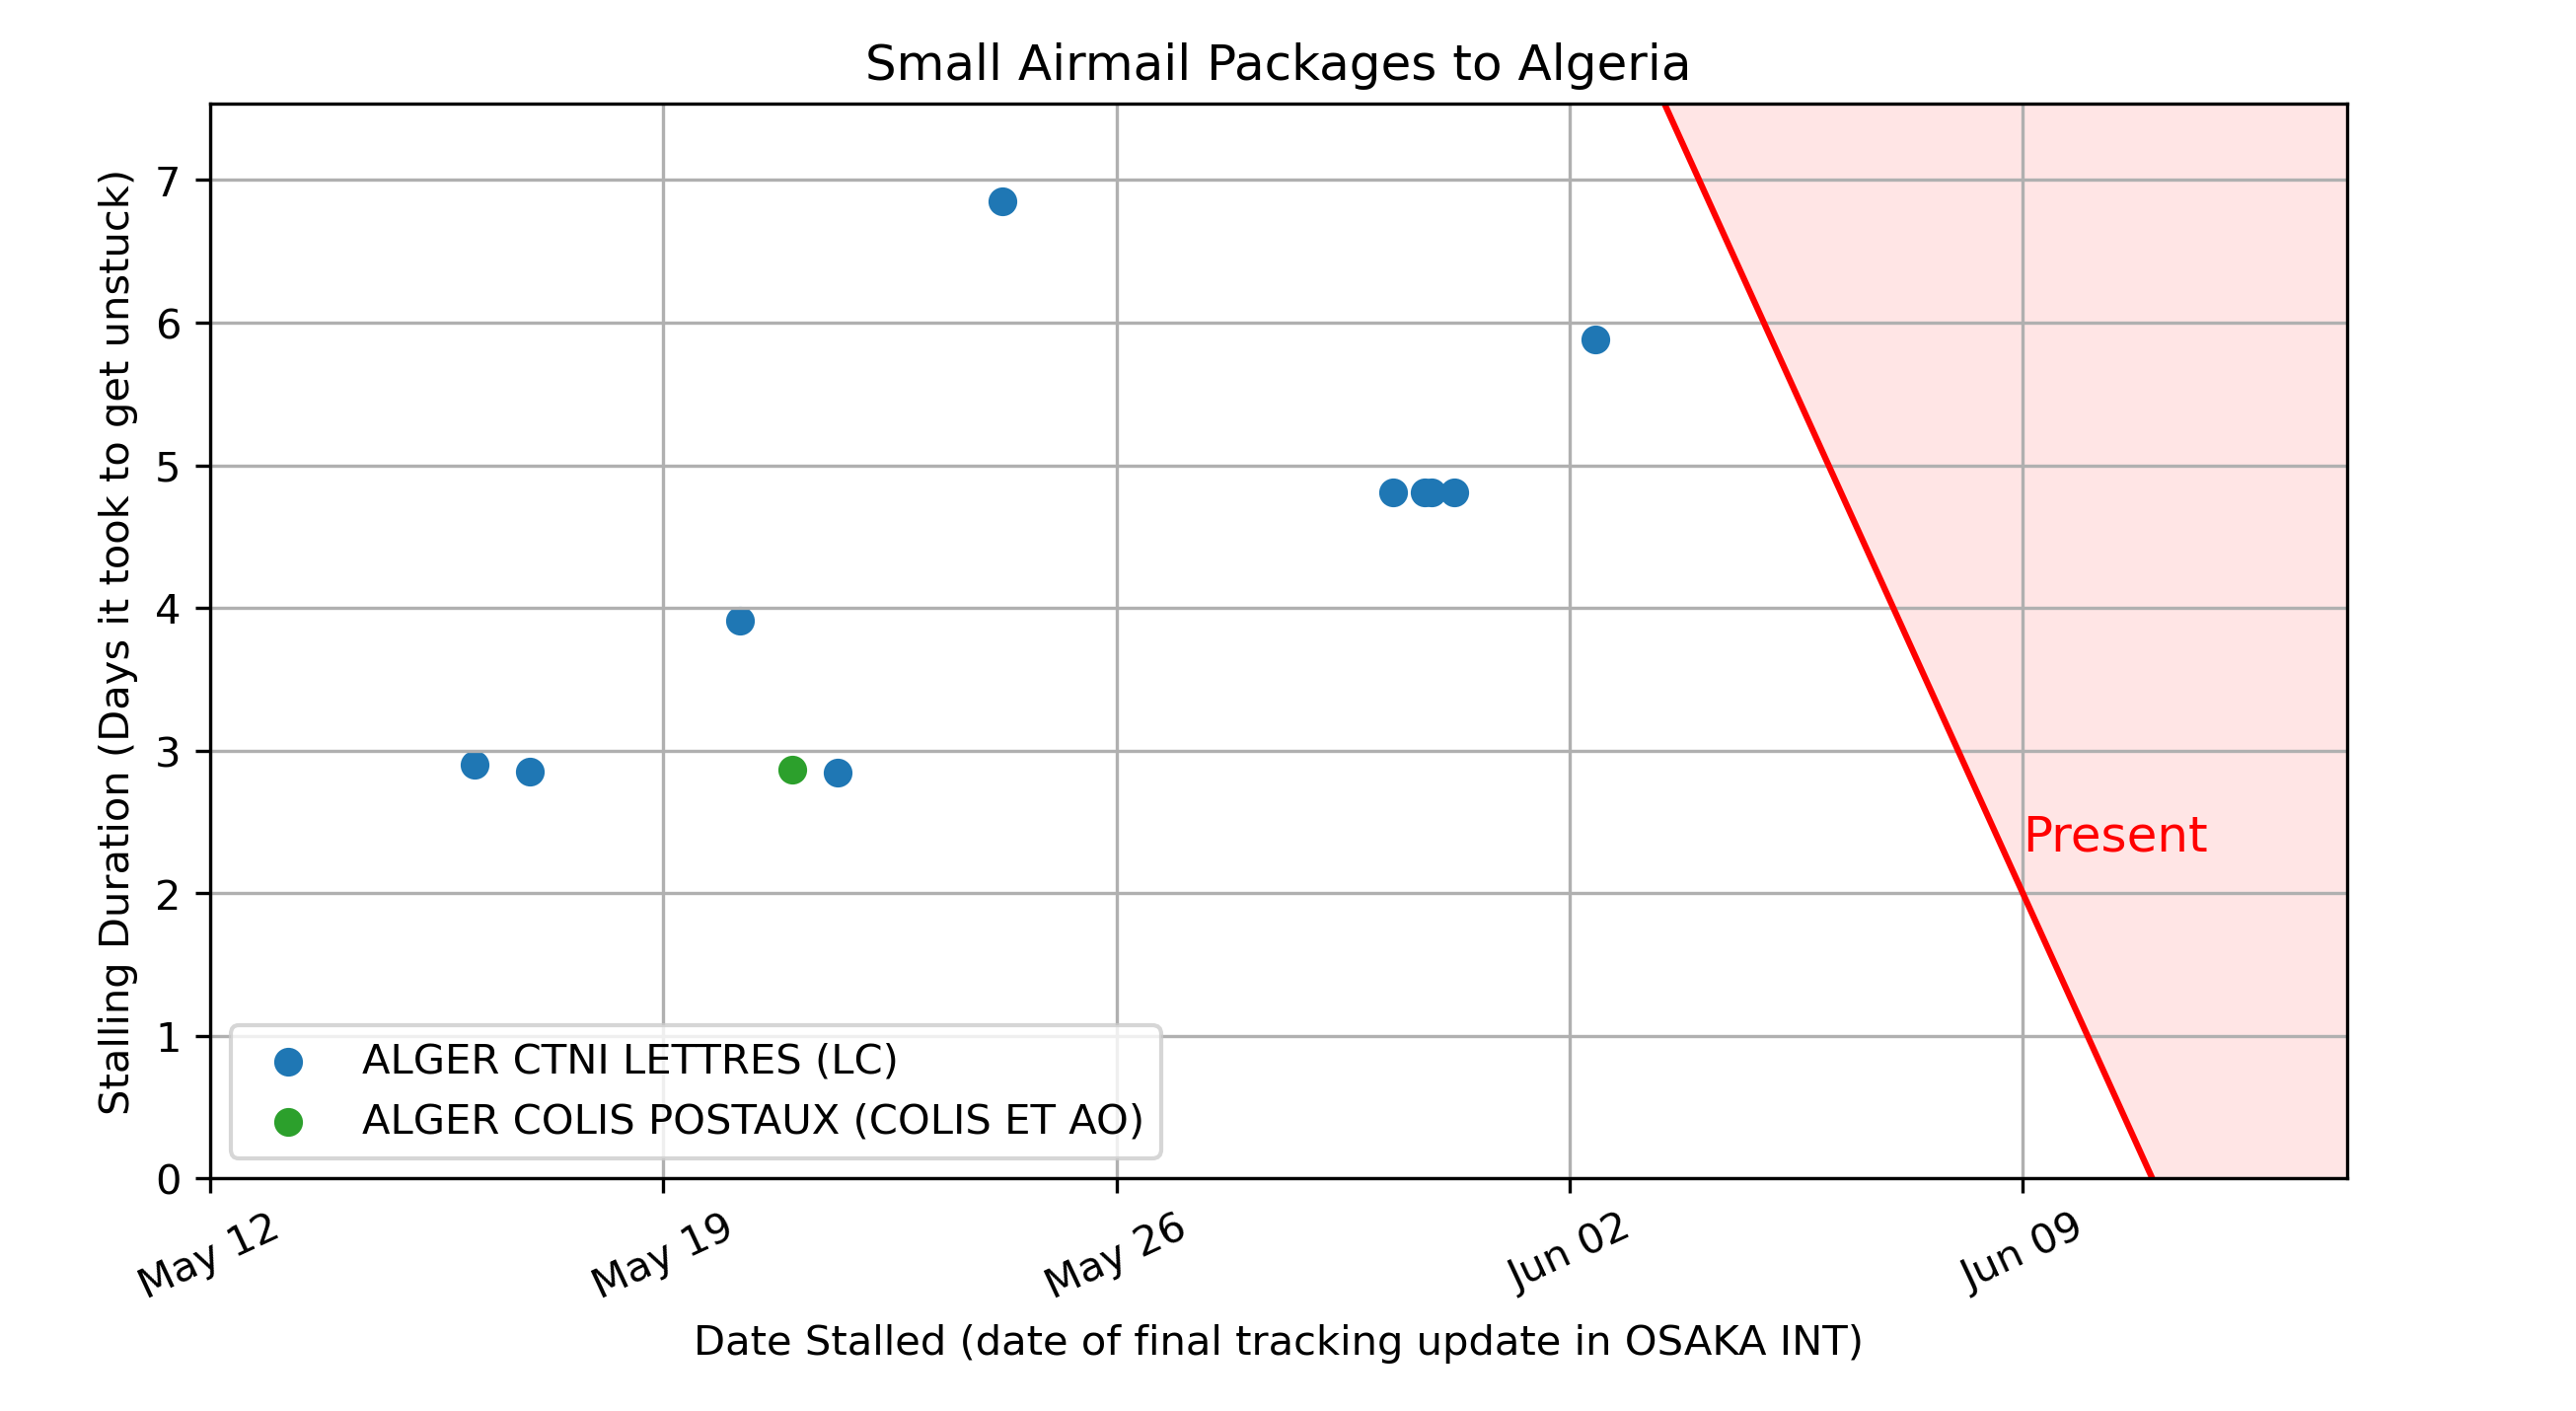 Small Airmail Packages to Algeria
Stalling Duration (Days it took to get unstuck)
7
6
5
4
3
2
1
0
Present
ALGER CTNI LETTRES (LC)
ALGER COLIS POSTAUX (COLIS ET AO)
May 12
May 19
May 26
Jun 02
Jun 09
Date Stalled (date of final tracking update in OSAKA INT)